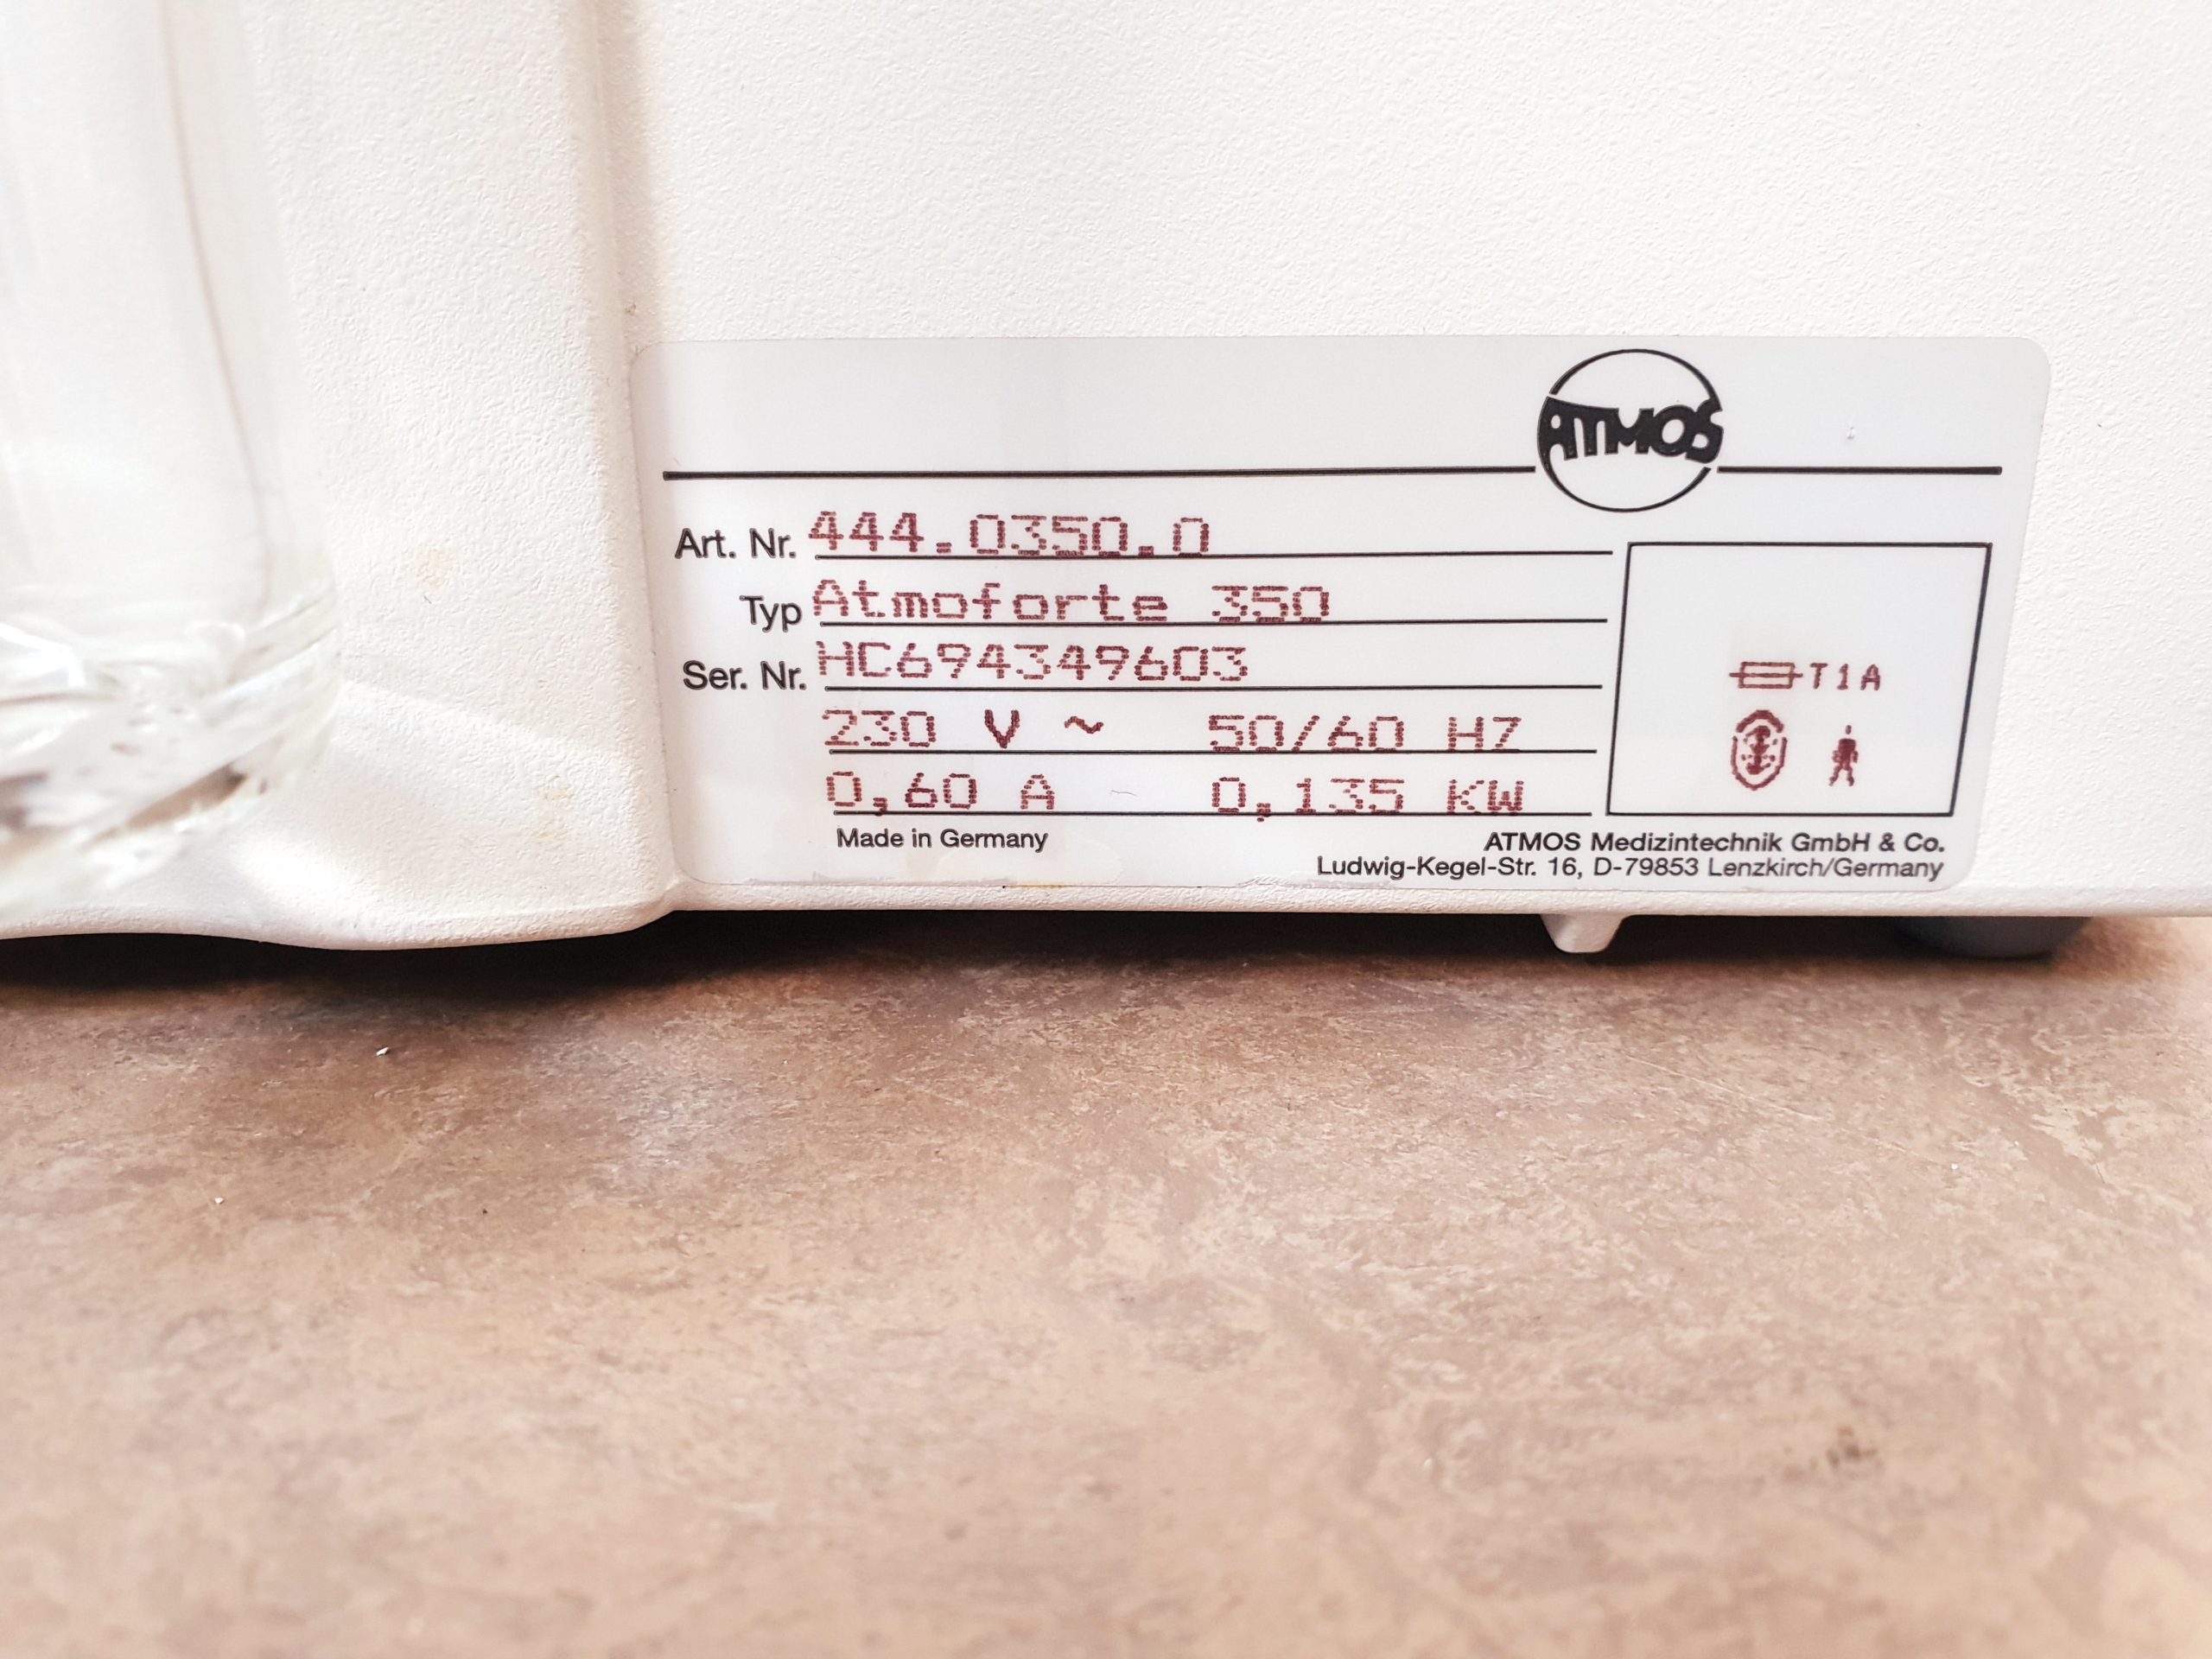 ATMOS
Art. Nr. 444.0350.0
Typ Atmoforte 350
Ser. Nr. HC694349603
230 V ~ 50/60 HZ
0,60 A 0,135 KW
T1A
Made in Germany
ATMOS Medizintechnik GmbH & Co.
Ludwig-Kegel-Str. 16, D-79853 Lenzkirch/Germany